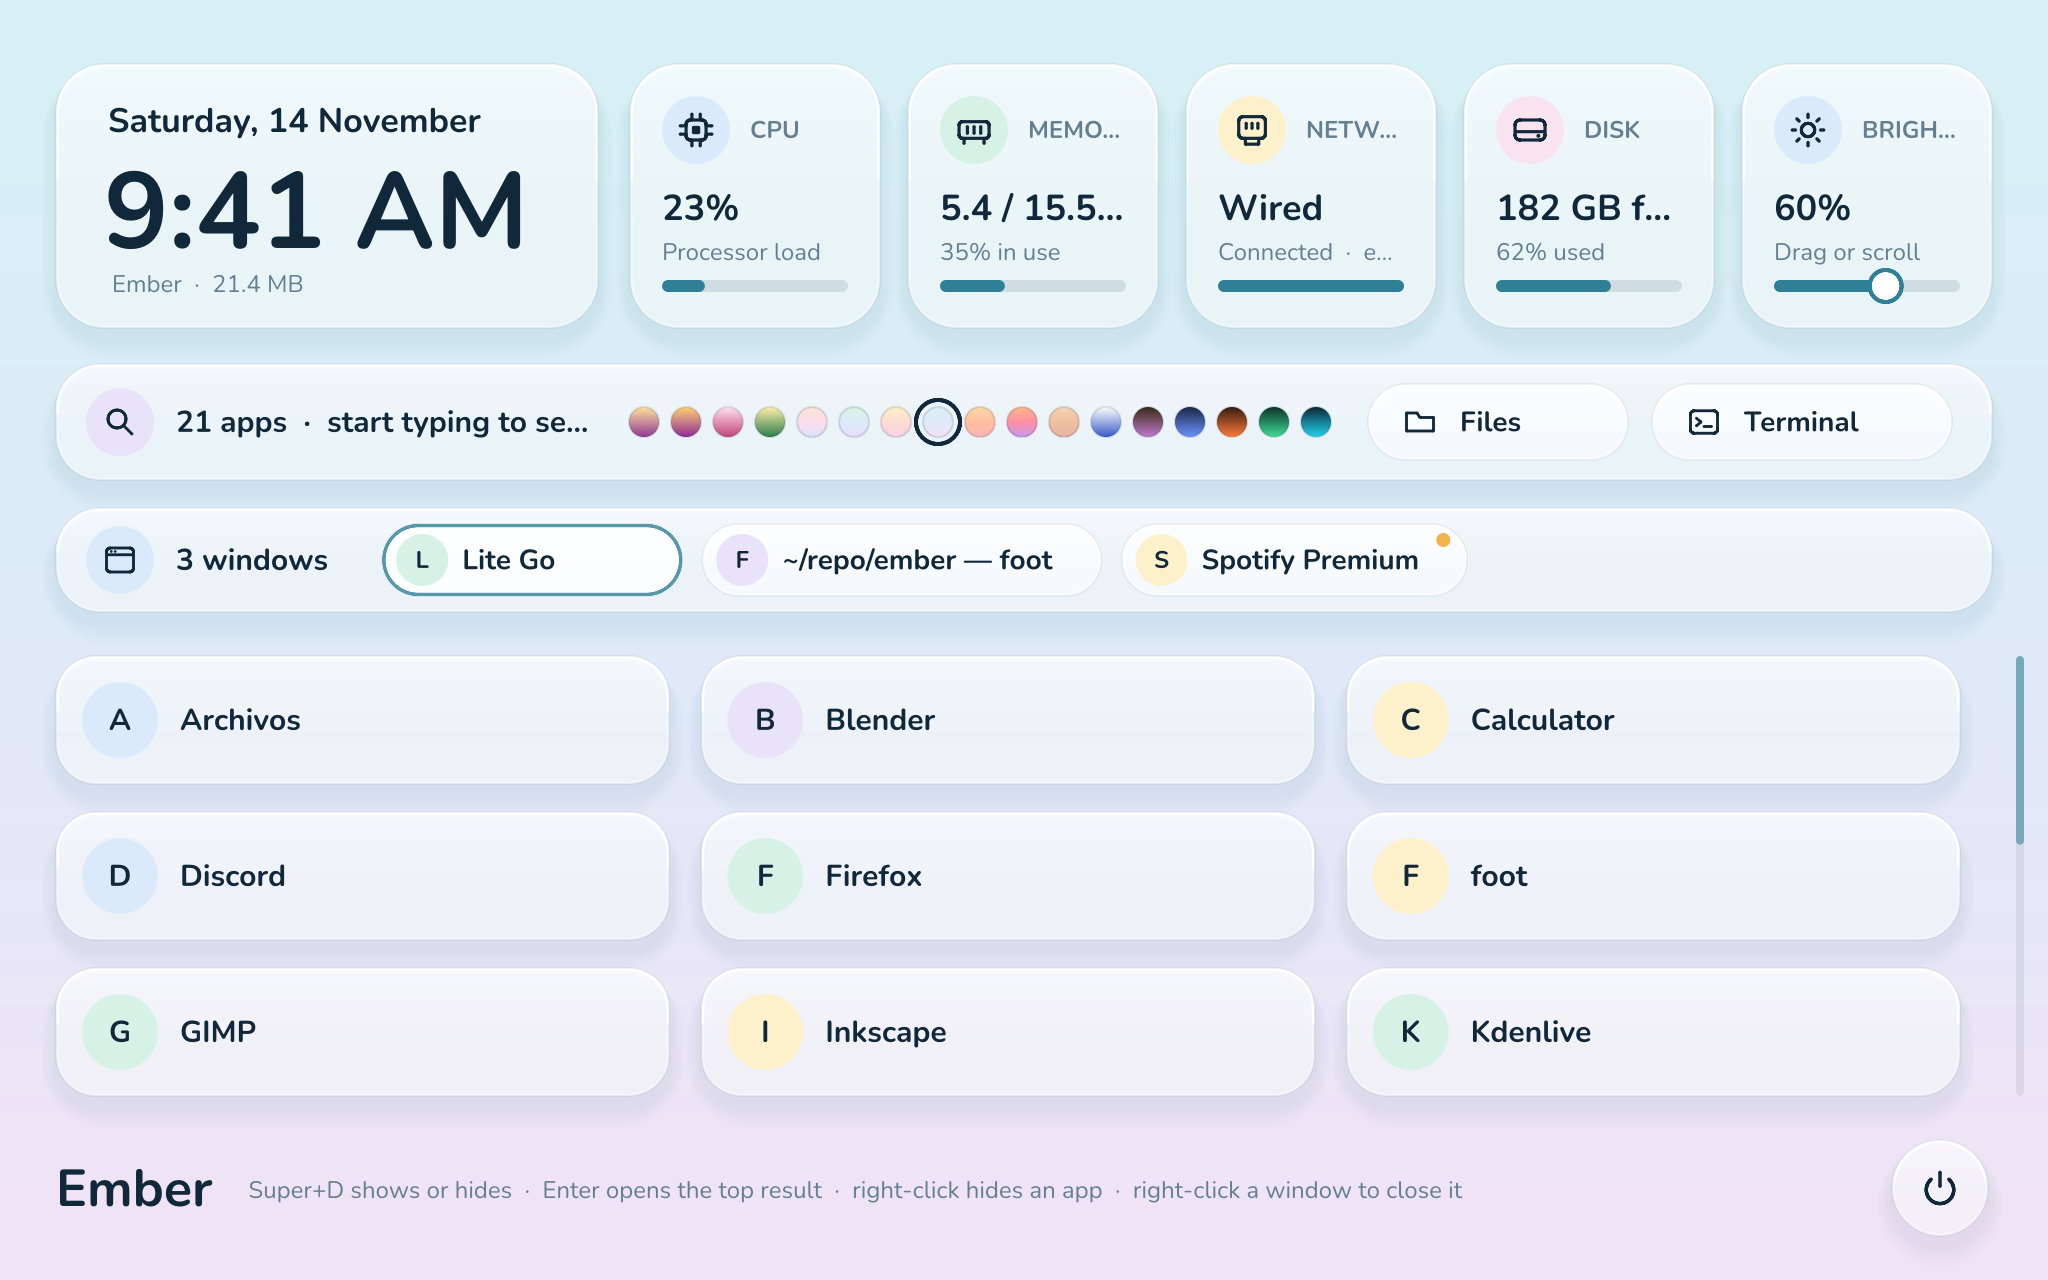 Saturday, 14 November
9:41 AM
Ember · 21.4 MB
CPU
23%
Processor load
MEMO...
5.4 / 15.5...
35% in use
NETW...
Wired
Connected · e...
DISK
182 GB f...
62% used
BRIGH...
60%
Drag or scroll
21 apps · start typing to se...
Files
Terminal
3 windows
L Lite Go
F ~/repo/ember — foot
S Spotify Premium
A Archivos
B Blender
C Calculator
D Discord
F Firefox
F foot
G GIMP
I Inkscape
K Kdenlive
Ember
Super+D shows or hides · Enter opens the top result · right-click hides an app · right-click a window to close it